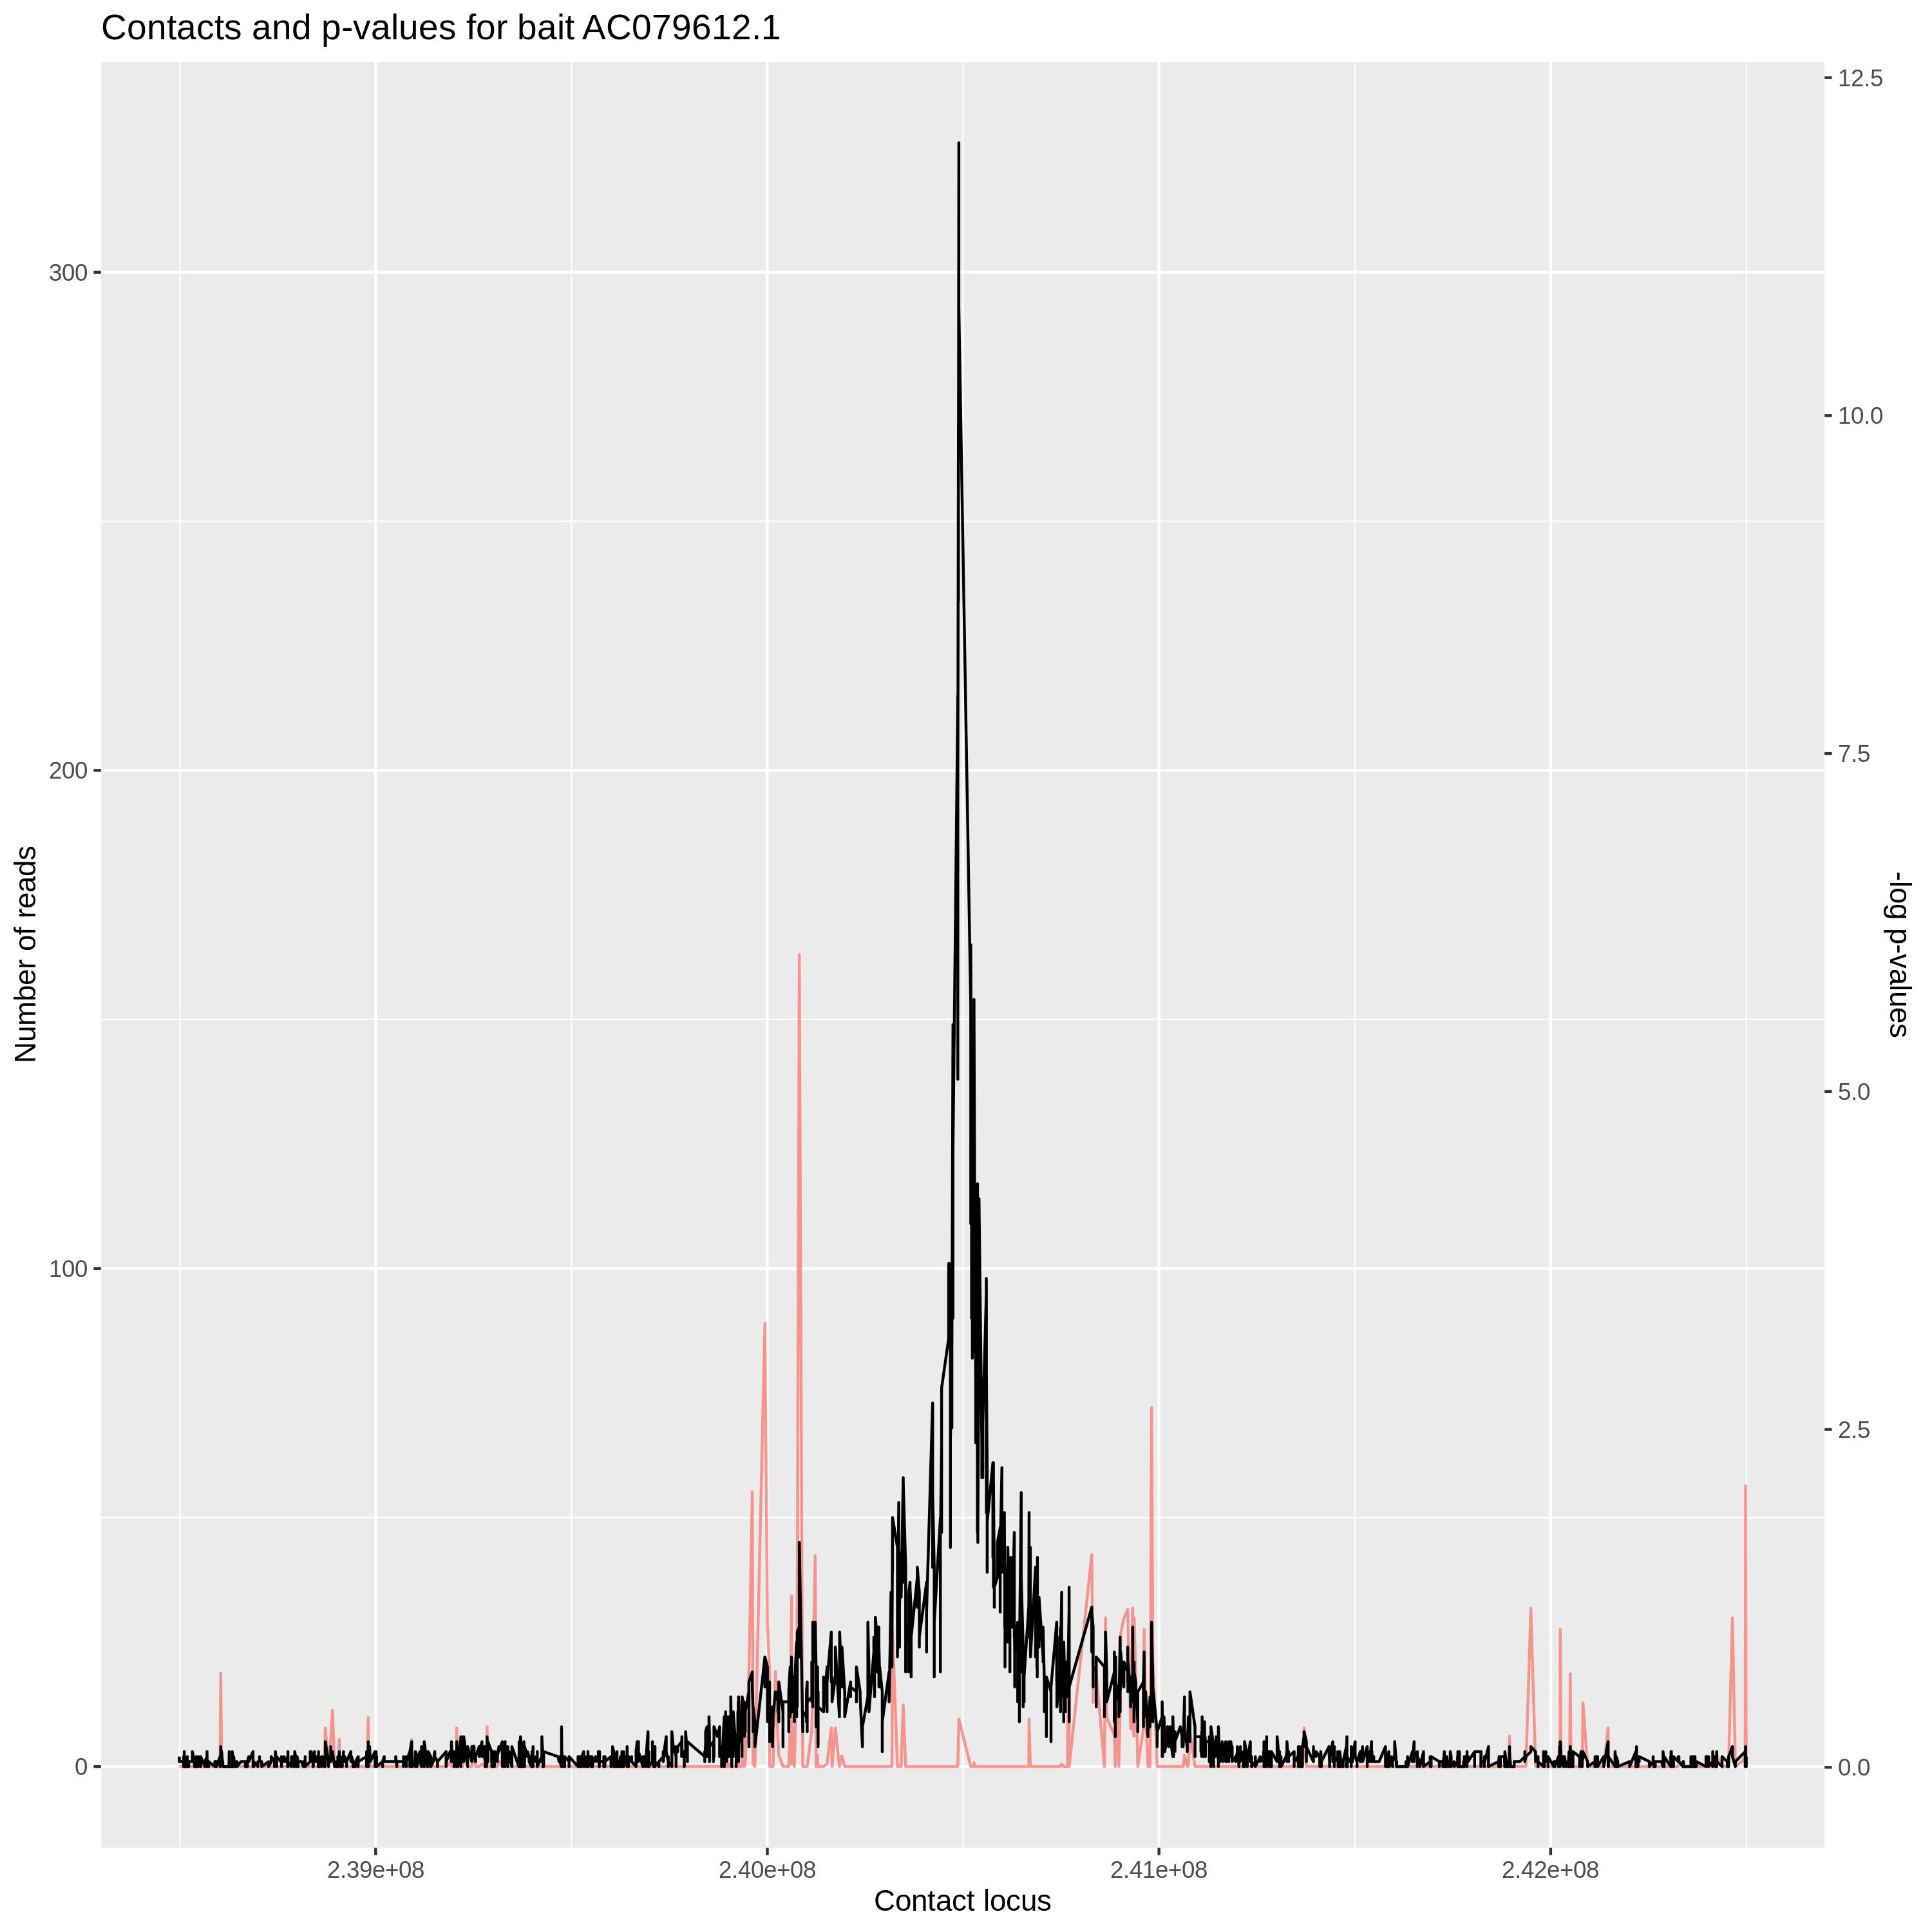 Contacts and p-values for bait AC079612.1
12.5
300
10.0
200
7.5
Number of reads
-log p-values
5.0
100
2.5
0
0.0
2.39e+08 2.40e+08 2.41e+08 2.42e+08
Contact locus